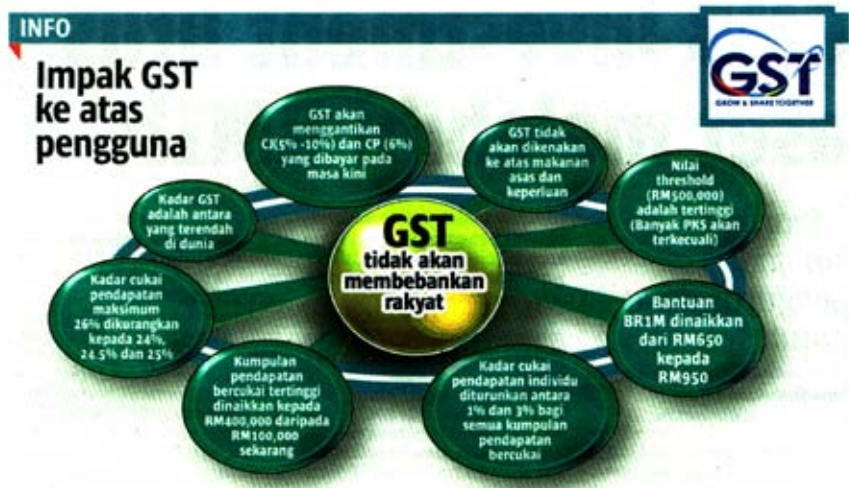 INFO
GST
GROW & SHARE TOGETHER
Impak GST
ke atas
pengguna
GST akan
menggantikan
CJ(5% -10%) dan CP (6%)
yang dibayar pada
masa kini
GST tidak
akan dikenakan
ke atas makanan
asas dan
keperluan
Nilai
threshold
(RM500,000)
adalah tertinggi
(Banyak PKS akan
terkecuali)
Kadar GST
adalah antara
yang terendah
di dunia
GST
tidak akan
membebankan
rakyat
Kadar cukai
pendapatan
maksimum
26% dikurangkan
kepada 24%,
24.5% dan 25%
Bantuan
BR1M dinaikkan
dari RM650
kepada
RM950
Kumpulan
pendapatan
bercukai tertinggi
dinaikkan kepada
RM400,000 daripada
RM100,000
sekarang
Kadar cukai
pendapatan individu
diturunkan antara
1% dan 3% bagi
semua kumpulan
pendapatan
bercukai